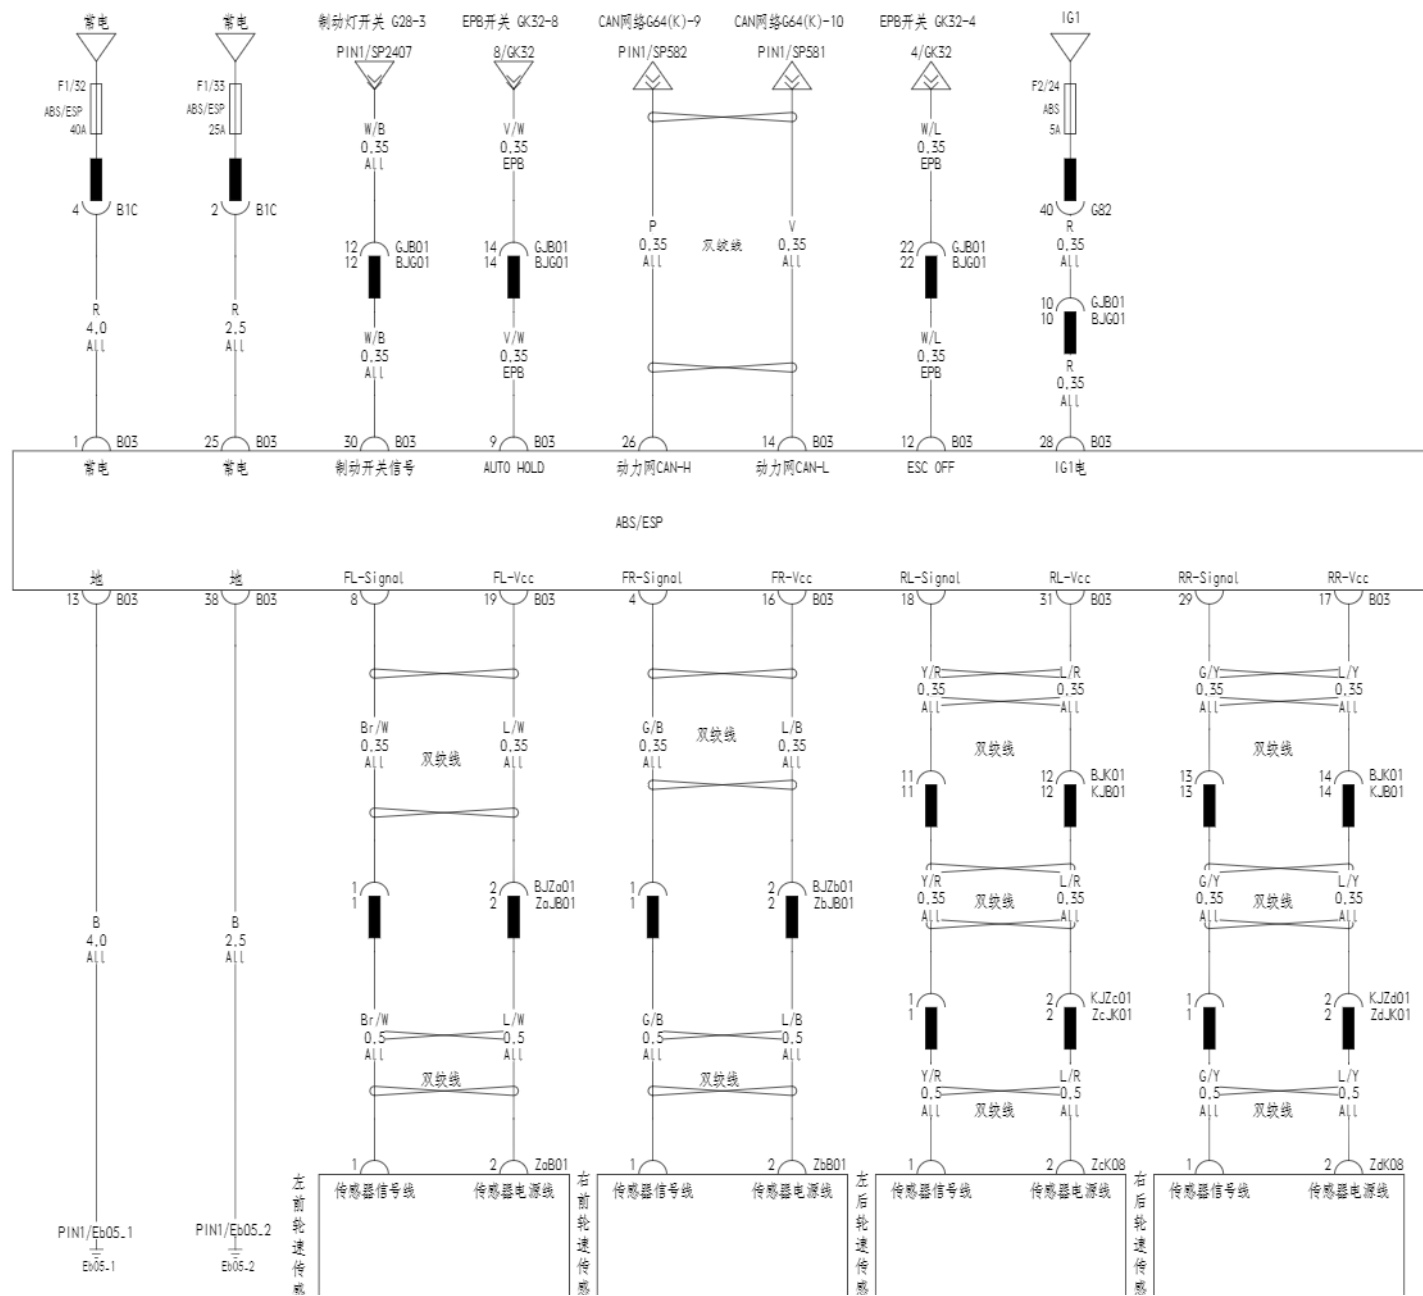 常电
常电
制动灯开关 G28-3
EPB开关 GK32-8
CAN网络G64(K)-9
CAN网络G64(K)-10
EPB开关 GK32-4
IG1
PIN1/SP2407
8/GK32
PIN1/SP582
PIN1/SP581
4/GK32
F1/32
ABS/ESP
40A
F1/33
ABS/ESP
25A
F2/24
ABS
5A
W/B
0.35
All
V/W
0.35
EPB
W/L
0.35
EPB
4
B1C
2
B1C
40
G82
P
0.35
All
双绞线
V
0.35
All
R
0.35
All
12
GJB01
12
BJG01
14
GJB01
14
BJG01
22
GJB01
22
BJG01
10
GJB01
10
BJG01
R
4.0
All
R
2.5
All
W/B
0.35
All
V/W
0.35
EPB
W/L
0.35
EPB
R
0.35
All
1
B03
25
B03
30
B03
9
B03
26
14
B03
12
B03
28
B03
常电
常电
制动开关信号
AUTO HOLD
动力网CAN-H
动力网CAN-L
ESC OFF
IG1电
ABS/ESP
地
地
FL-Signal
FL-Vcc
FR-Signal
FR-Vcc
RL-Signal
RL-Vcc
RR-Signal
RR-Vcc
13
B03
38
B03
8
19
B03
4
16
B03
18
31
B03
29
17
B03
Y/R
0.35
All
L/R
0.35
All
G/Y
0.35
All
L/Y
0.35
All
Br/W
0.35
All
双绞线
L/W
0.35
All
G/B
0.35
All
双绞线
L/B
0.35
All
双绞线
双绞线
11
11
12
BJK01
12
KJB01
13
13
14
BJK01
14
KJB01
1
1
2
BJZa01
2
ZaJB01
1
1
2
BJZb01
2
ZbJB01
Y/R
0.35
All
双绞线
L/R
0.35
All
G/Y
0.35
All
双绞线
L/Y
0.35
All
B
4.0
All
B
2.5
All
1
1
2
KJZc01
2
ZcJK01
1
1
2
KJZd01
2
ZdJK01
Br/W
0.5
All
L/W
0.5
All
双绞线
G/B
0.5
All
L/B
0.5
All
双绞线
Y/R
0.5
All
双绞线
L/R
0.5
All
G/Y
0.5
All
双绞线
L/Y
0.5
All
1
2
ZaB01
1
2
ZbB01
1
2
ZcK08
1
2
ZdK08
左前轮速传感
传感器信号线
传感器电源线
右前轮速传感
传感器信号线
传感器电源线
左后轮速传感
传感器信号线
传感器电源线
右后轮速传感
传感器信号线
传感器电源线
PIN1/Eb05_1
Eb05-1
PIN1/Eb05_2
Eb05-2